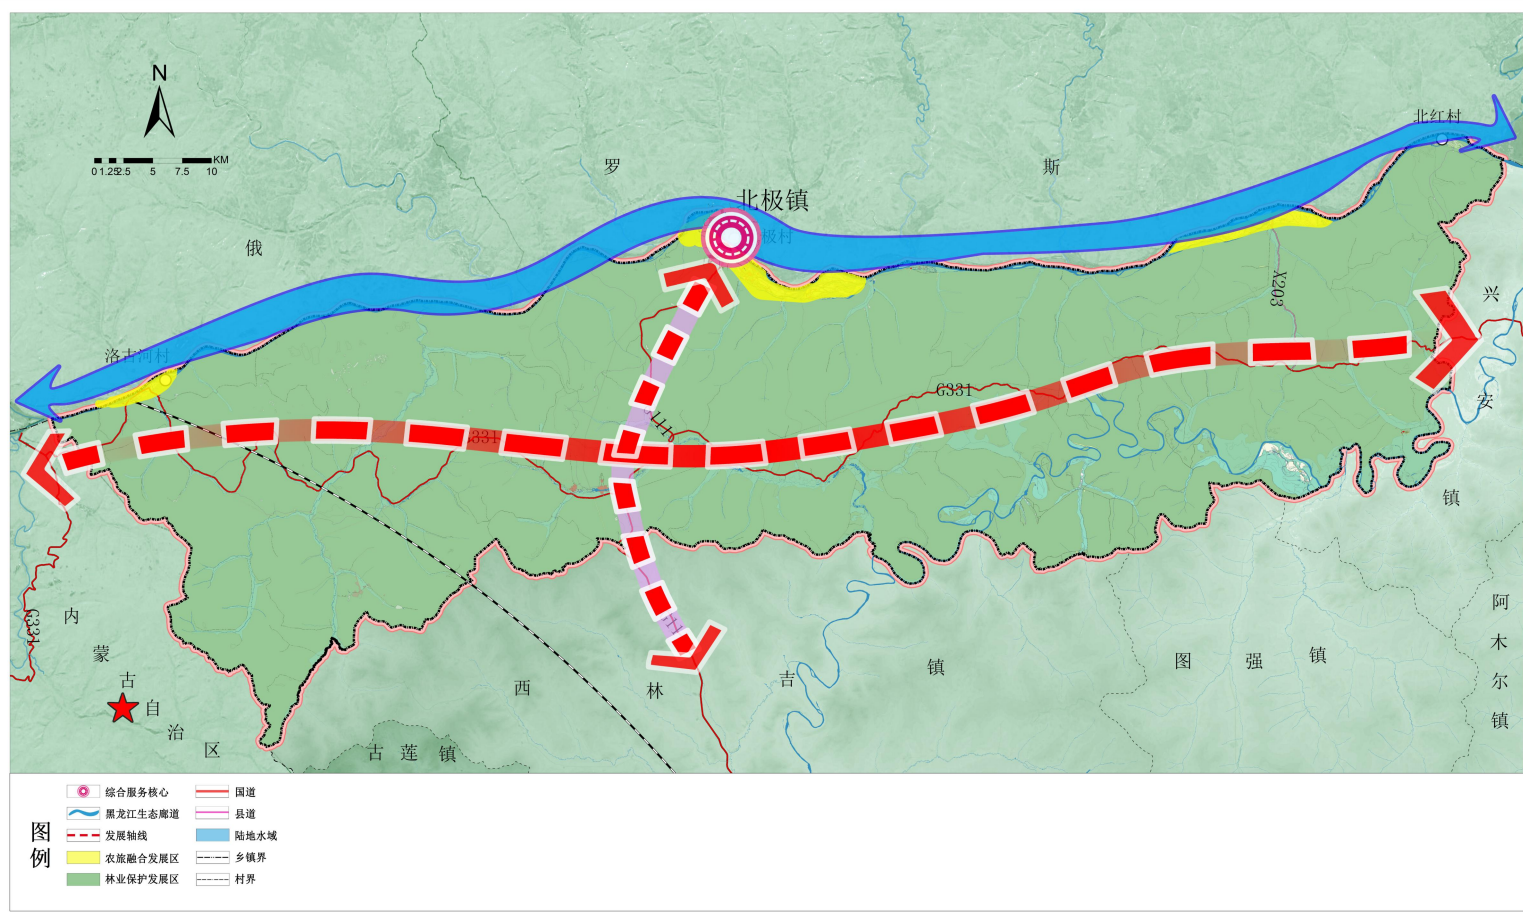 N
KM
0 1.25 2.5 5 7.5 10
北红村
罗
斯
北极镇
极村
俄
X203
兴
洛古河村
G331
安
111
G331
镇
G331
内
阿
蒙
木
图 强 镇
镇
古
吉
西
林
尔
自
镇
治
区
古 莲 镇
图例
综合服务核心
国道
黑龙江生态廊道
县道
发展轴线
陆地水域
农旅融合发展区
乡镇界
林业保护发展区
村界